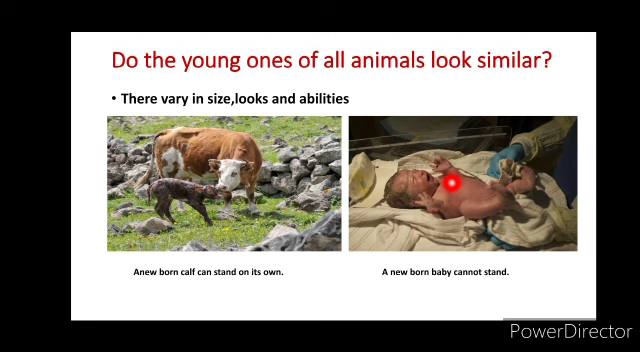 Do the young ones of all animals look similar?
• There vary in size,looks and abilities
Anew born calf can stand on its own.
A new born baby cannot stand.
PowerDirector